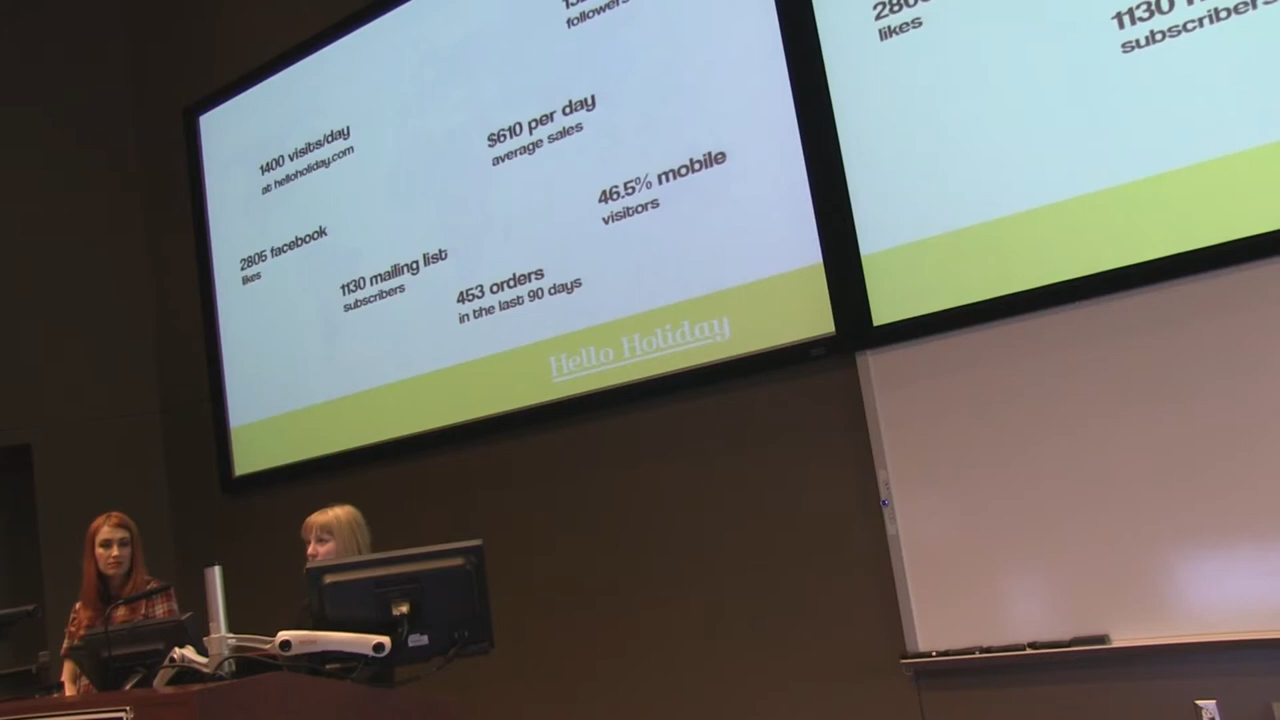 followers
1400 visits/day
at helloholiday.com
$610 per day
average sales
46.5% mobile
visitors
2805 facebook
likes
1130 mailing list
subscribers
453 orders
in the last 90 days
Hello Holiday
likes
1130
subscribers